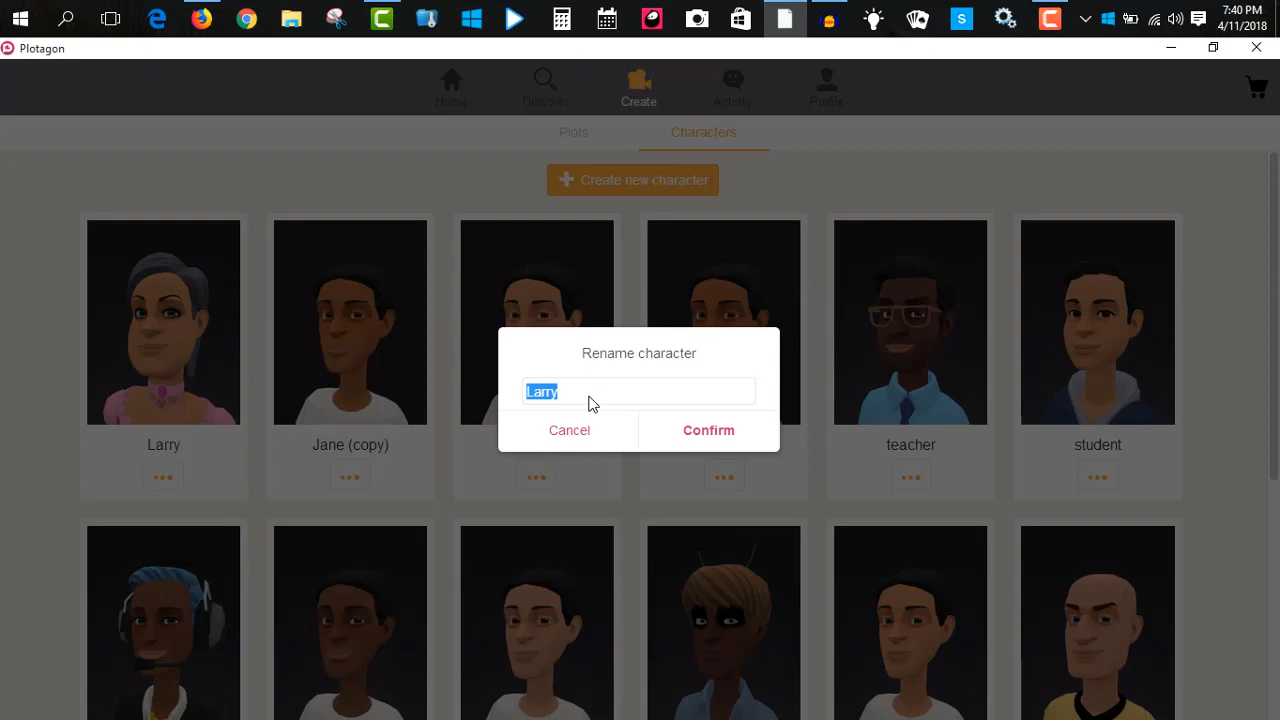 7:40 PM
4/11/2018
Plotagon
Home
Discover
Create
Activity
Profile
Plots
Characters
Create new character
Rename character
Larry
Cancel
Confirm
Larry
Jane (copy)
teacher
student